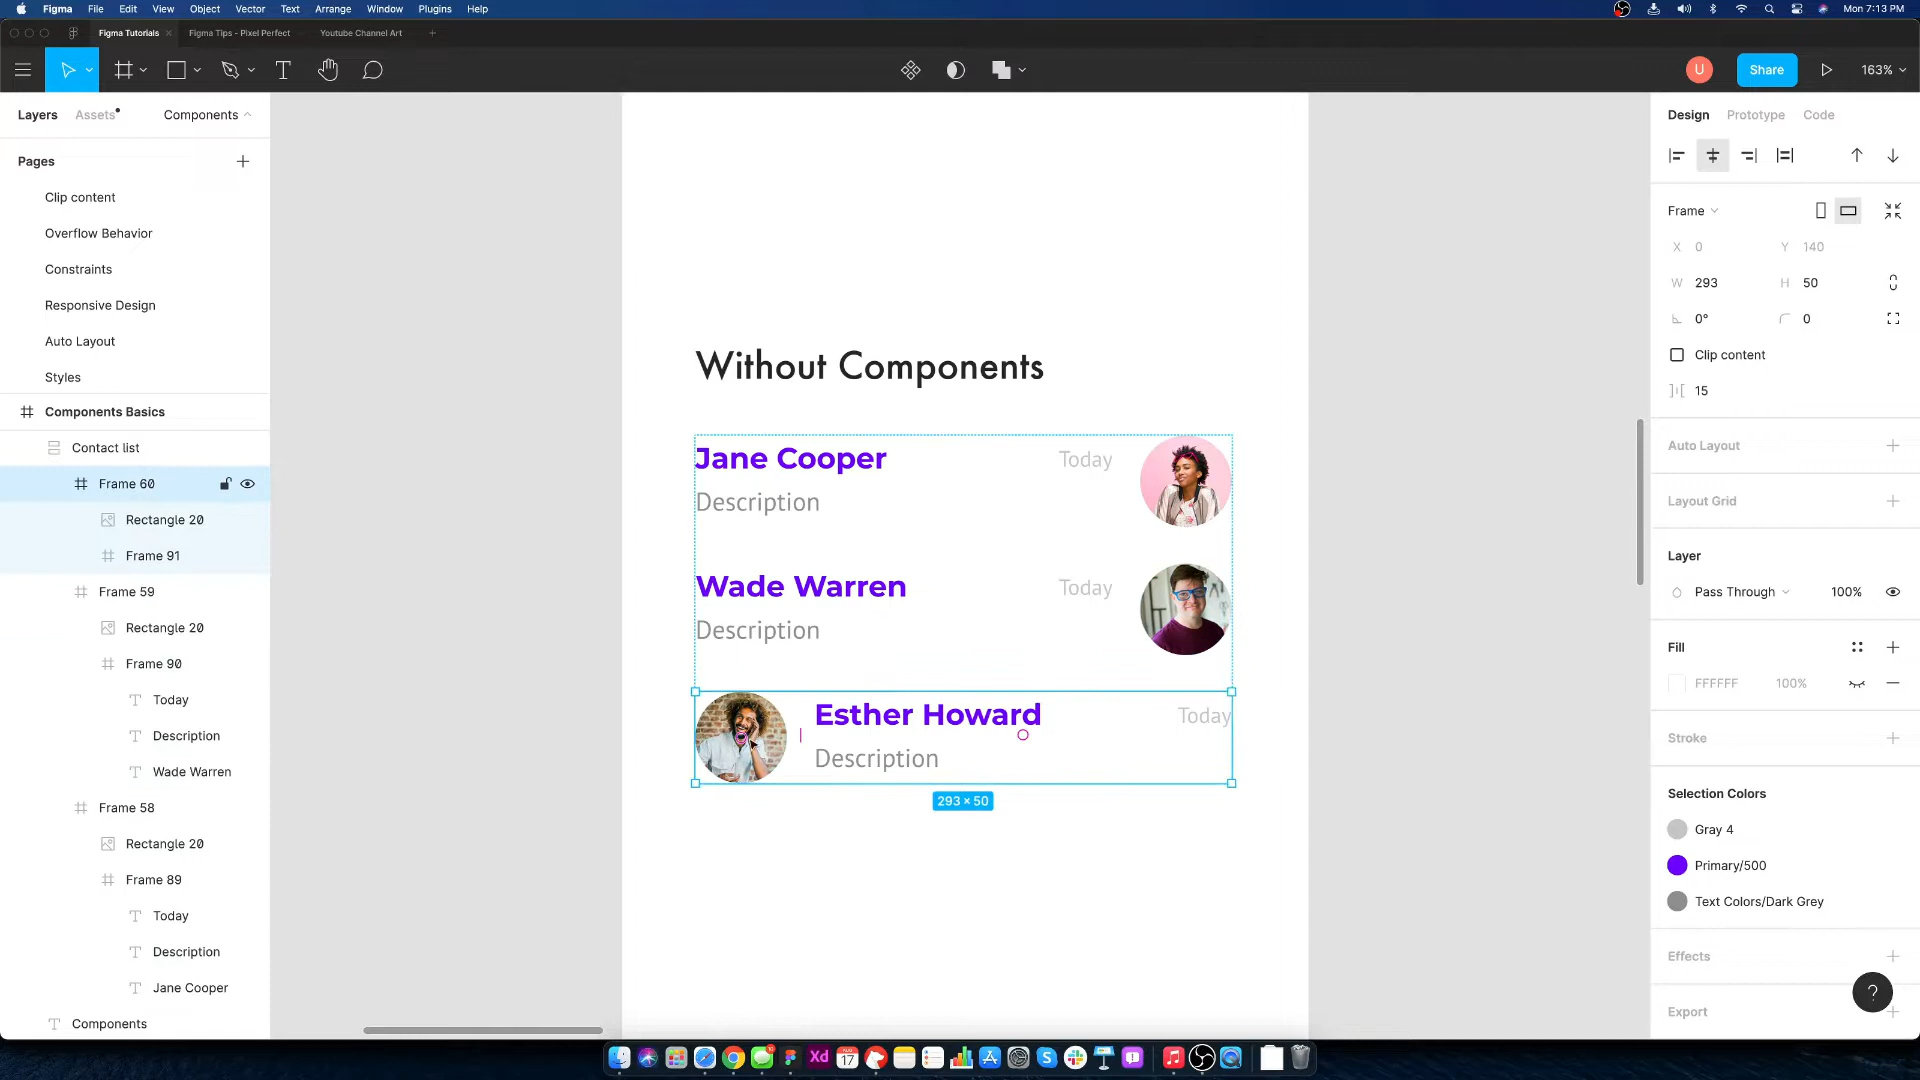 Figma File Edit View Object Vector Text Arrange Window Plugins Help Mon 7:13 PM
Figma Tutorials Figma Tips - Pixel Perfect Youtube Channel Art
U Share 163%
Layers Assets Components
Pages
Clip content
Overflow Behavior
Constraints
Responsive Design
Auto Layout
Styles
Components Basics
Contact list
Frame 60
Rectangle 20
Frame 91
Frame 59
Rectangle 20
Frame 90
Today
Description
Wade Warren
Frame 58
Rectangle 20
Frame 89
Today
Description
Jane Cooper
Components
Without Components
Jane Cooper Today
Description
Wade Warren Today
Description
Esther Howard Today
Description
293 × 50
Design Prototype Code
Frame
X 0 Y 140
W 293 H 50
0° 0
Clip content
15
Auto Layout
Layout Grid
Layer
Pass Through 100%
Fill
FFFFFF 100%
Stroke
Selection Colors
Gray 4
Primary/500
Text Colors/Dark Grey
Effects
?
Export
Xd 17